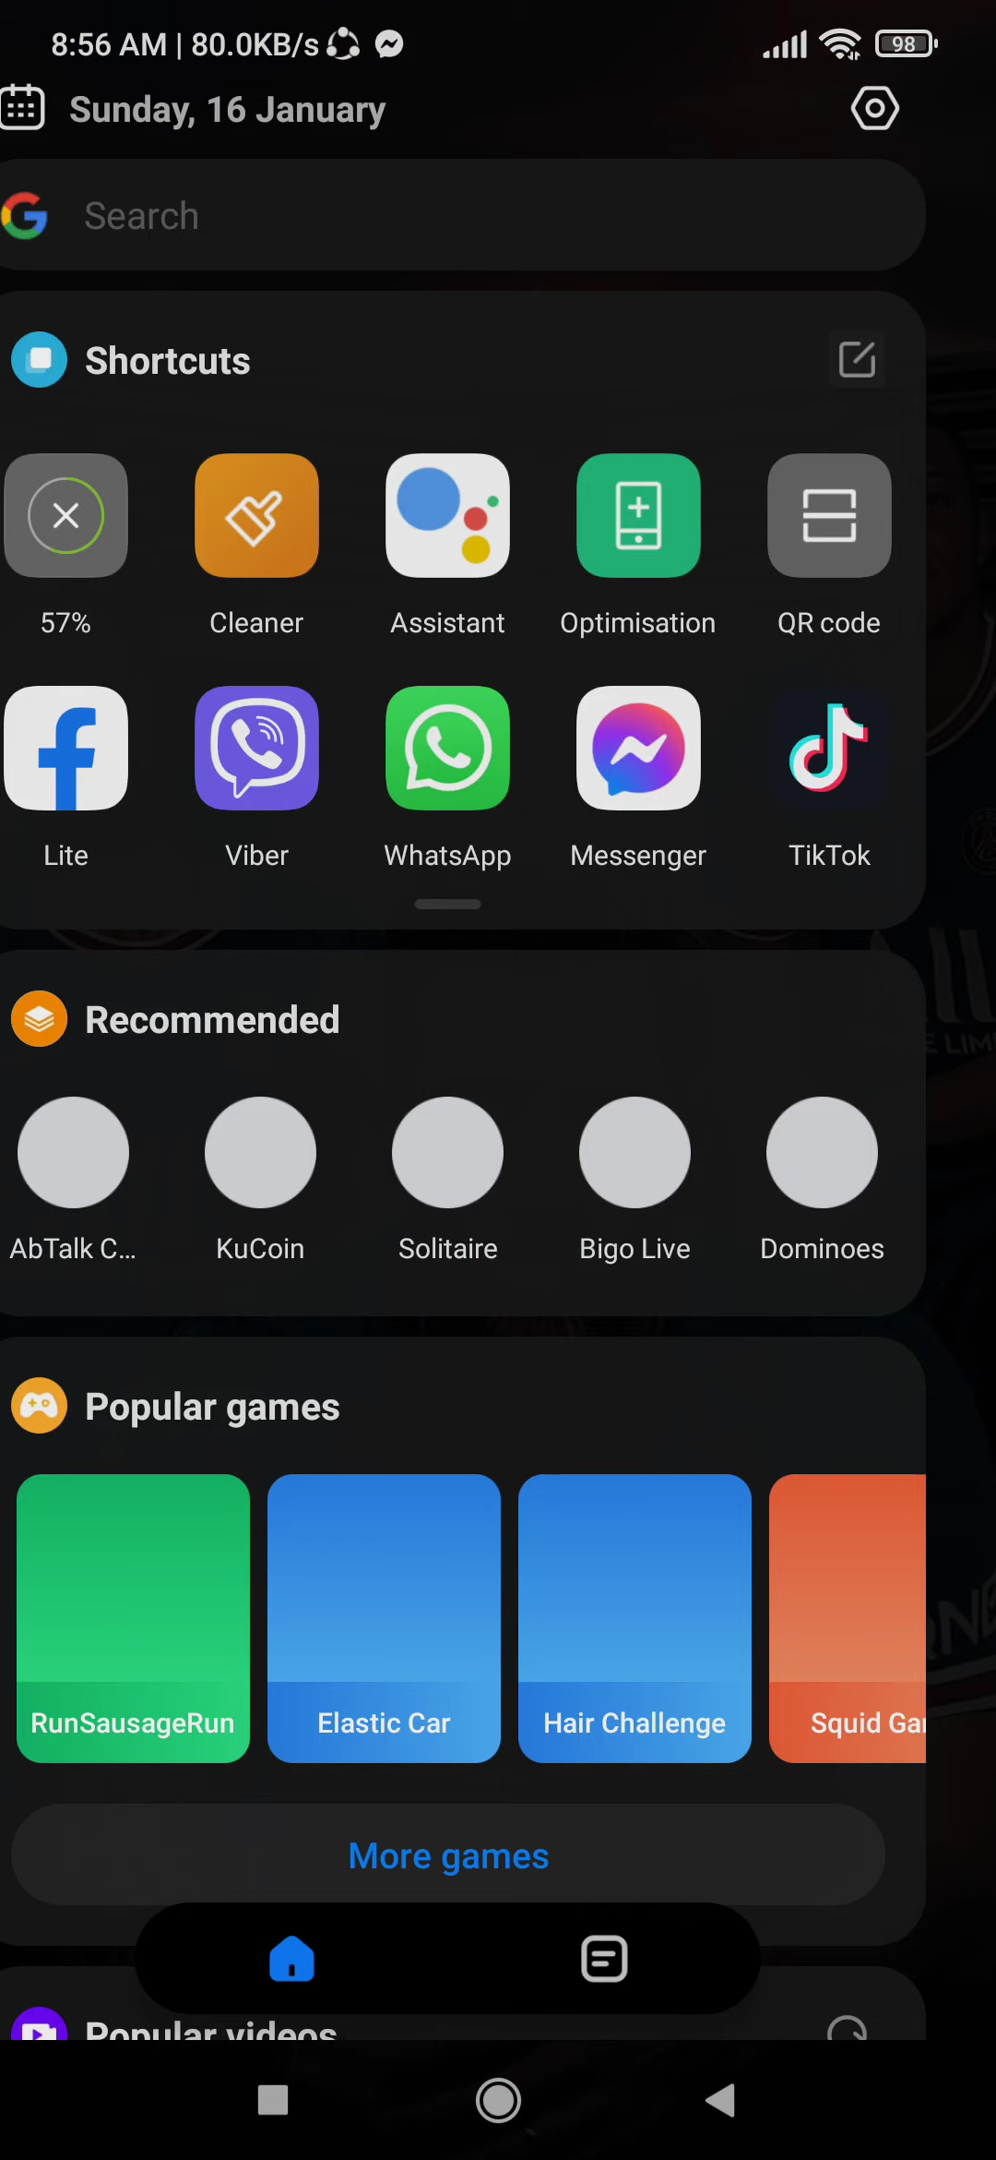 8:56 AM | 80.0KB/s
98
Sunday, 16 January
Search
Shortcuts
57%
Cleaner
Assistant
Optimisation
QR code
Lite
Viber
WhatsApp
Messenger
TikTok
Recommended
AbTalk C...
KuCoin
Solitaire
Bigo Live
Dominoes
Popular games
RunSausageRun
Elastic Car
Hair Challenge
Squid Gar
More games
Popular videos